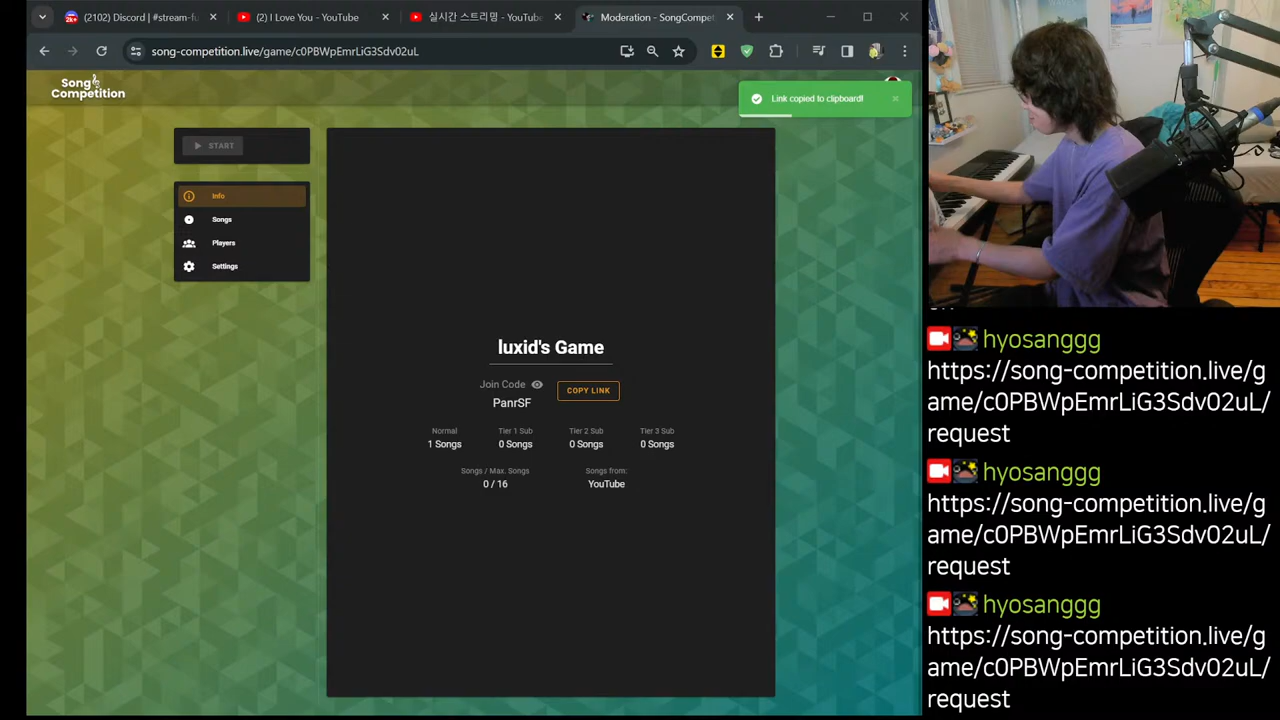 (2102) Discord | #stream-fu
(2) I Love You - YouTube
실시간 스트리명 - YouTube
Moderation - SongCompet
song-competition.live/game/c0PBWpEmrLiG3Sdv02uL
Song
Competition
Link copied to clipboard!
START
Info
Songs
Players
Settings
luxid's Game
Join Code
PanrSF
COPY LINK
Normal
1 Songs
Tier 1 Sub
0 Songs
Tier 2 Sub
0 Songs
Tier 3 Sub
0 Songs
Songs / Max. Songs
0 / 16
Songs from:
YouTube
hyosanggg
https://song-competition.live/g
ame/c0PBWpEmrLiG3Sdv02uL/
request
hyosanggg
https://song-competition.live/g
ame/c0PBWpEmrLiG3Sdv02uL/
request
hyosanggg
https://song-competition.live/g
ame/c0PBWpEmrLiG3Sdv02uL/
request